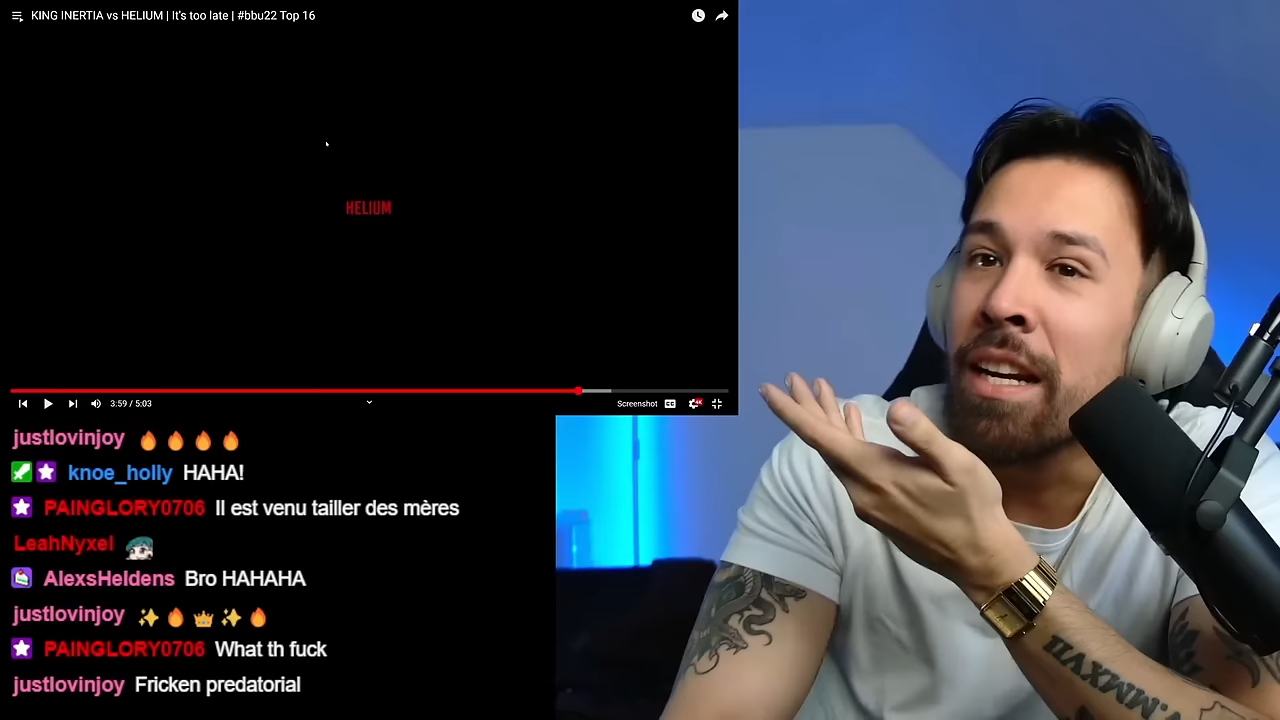 KING INERTIA vs HELIUM | It's too late | #bbu22 Top 16
HELIUM
3:59 / 5:03
Screenshot
CC
4K
justlovinjoy
knoe_holly HAHA!
PAINGLORY0706 Il est venu tailler des mères
LeahNyxel
AlexsHeldens Bro HAHAHA
justlovinjoy
PAINGLORY0706 What th fuck
justlovinjoy Fricken predatorial